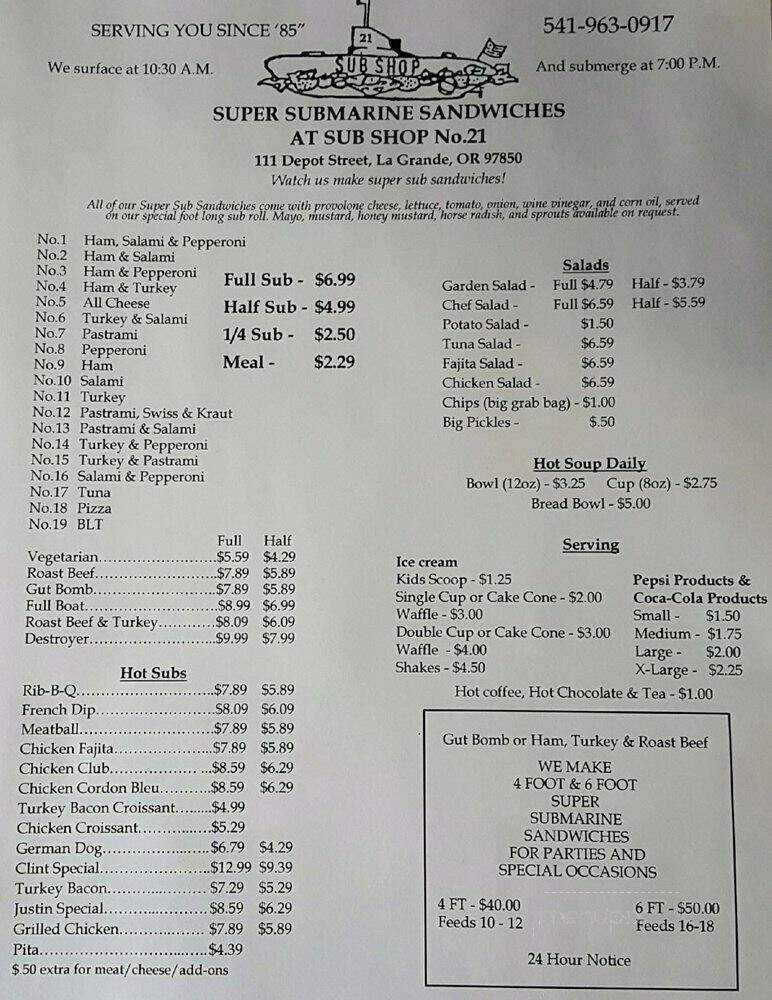 SERVING YOU SINCE '85"
541-963-0917
21
SUB SHOP
We surface at 10:30 A.M.
And submerge at 7:00 P.M.
SUPER SUBMARINE SANDWICHES
AT SUB SHOP No.21
111 Depot Street, La Grande, OR 97850
Watch us make super sub sandwiches!
All of our Super Sub Sandwiches come with provolone cheese, lettuce, tomato, onion, wine vinegar, and corn oil, served
on our special foot long sub roll. Mayo, mustard, honey mustard, horse radish, and sprouts available on request.
No.1 Ham, Salami & Pepperoni
No.2 Ham & Salami
No.3 Ham & Pepperoni
No.4 Ham & Turkey
No.5 All Cheese
No.6 Turkey & Salami
No.7 Pastrami
No.8 Pepperoni
No.9 Ham
No.10 Salami
No.11 Turkey
No.12 Pastrami, Swiss & Kraut
No.13 Pastrami & Salami
No.14 Turkey & Pepperoni
No.15 Turkey & Pastrami
No.16 Salami & Pepperoni
No.17 Tuna
No.18 Pizza
No.19 BLT
Full Sub - $6.99
Half Sub - $4.99
1/4 Sub - $2.50
Meal - $2.29
Full Half
Vegetarian.....................$5.59 $4.29
Roast Beef.....................$7.89 $5.89
Gut Bomb.....................$7.89 $5.89
Full Boat.......................$8.99 $6.99
Roast Beef & Turkey...........$8.09 $6.09
Destroyer.......................$9.99 $7.99
Hot Subs
Rib-B-Q.........................$7.89 $5.89
French Dip.....................$8.09 $6.09
Meatball.........................$7.89 $5.89
Chicken Fajita..................$7.89 $5.89
Chicken Club.....................$8.59 $6.29
Chicken Cordon Bleu..........$8.59 $6.29
Turkey Bacon Croissant.........$4.99
Chicken Croissant..............$5.29
German Dog....................$6.79 $4.29
Clint Special....................$12.99 $9.39
Turkey Bacon.................... $7.29 $5.29
Justin Special....................$8.59 $6.29
Grilled Chicken................ $7.89 $5.89
Pita..................................$4.39
$.50 extra for meat/cheese/add-ons
Salads
Garden Salad - Full $4.79 Half - $3.79
Chef Salad - Full $6.59 Half - $5.59
Potato Salad - $1.50
Tuna Salad - $6.59
Fajita Salad - $6.59
Chicken Salad - $6.59
Chips (big grab bag) - $1.00
Big Pickles - $.50
Hot Soup Daily
Bowl (12oz) - $3.25 Cup (8oz) - $2.75
Bread Bowl - $5.00
Serving
Ice cream
Kids Scoop - $1.25
Single Cup or Cake Cone - $2.00
Waffle - $3.00
Double Cup or Cake Cone - $3.00
Waffle - $4.00
Shakes - $4.50
Pepsi Products &
Coca-Cola Products
Small - $1.50
Medium - $1.75
Large - $2.00
X-Large - $2.25
Hot coffee, Hot Chocolate & Tea - $1.00
Gut Bomb or Ham, Turkey & Roast Beef
WE MAKE
4 FOOT & 6 FOOT
SUPER
SUBMARINE
SANDWICHES
FOR PARTIES AND
SPECIAL OCCASIONS
4 FT - $40.00
Feeds 10 - 12
6 FT - $50.00
Feeds 16-18
24 Hour Notice